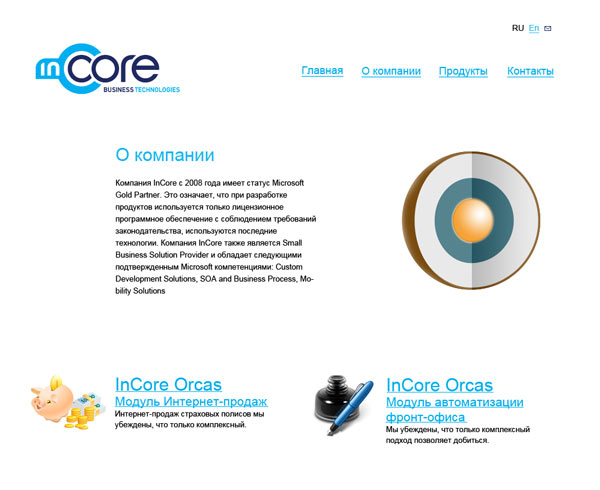 RU En
inCore
BUSINESS TECHNOLOGIES
Главная О компании Продукты Контакты
О компании
Компания InCore с 2008 года имеет статус Microsoft
Gold Partner. Это означает, что при разработке
продуктов используется только лицензионное
программное обеспечение с соблюдением требований
законодательства, используются последние
технологии. Компания InCore также является Small
Business Solution Provider и обладает следующими
подтвержденным Microsoft компетенциями: Custom
Development Solutions, SOA and Business Process, Mo-
bility Solutions
InCore Orcas
Модуль Интернет-продаж
Интернет-продаж страховых полисов мы
убеждены, что только комплексный.
InCore Orcas
Модуль автоматизации
фронт-офиса
Мы убеждены, что только комплексный
подход позволяет добиться.